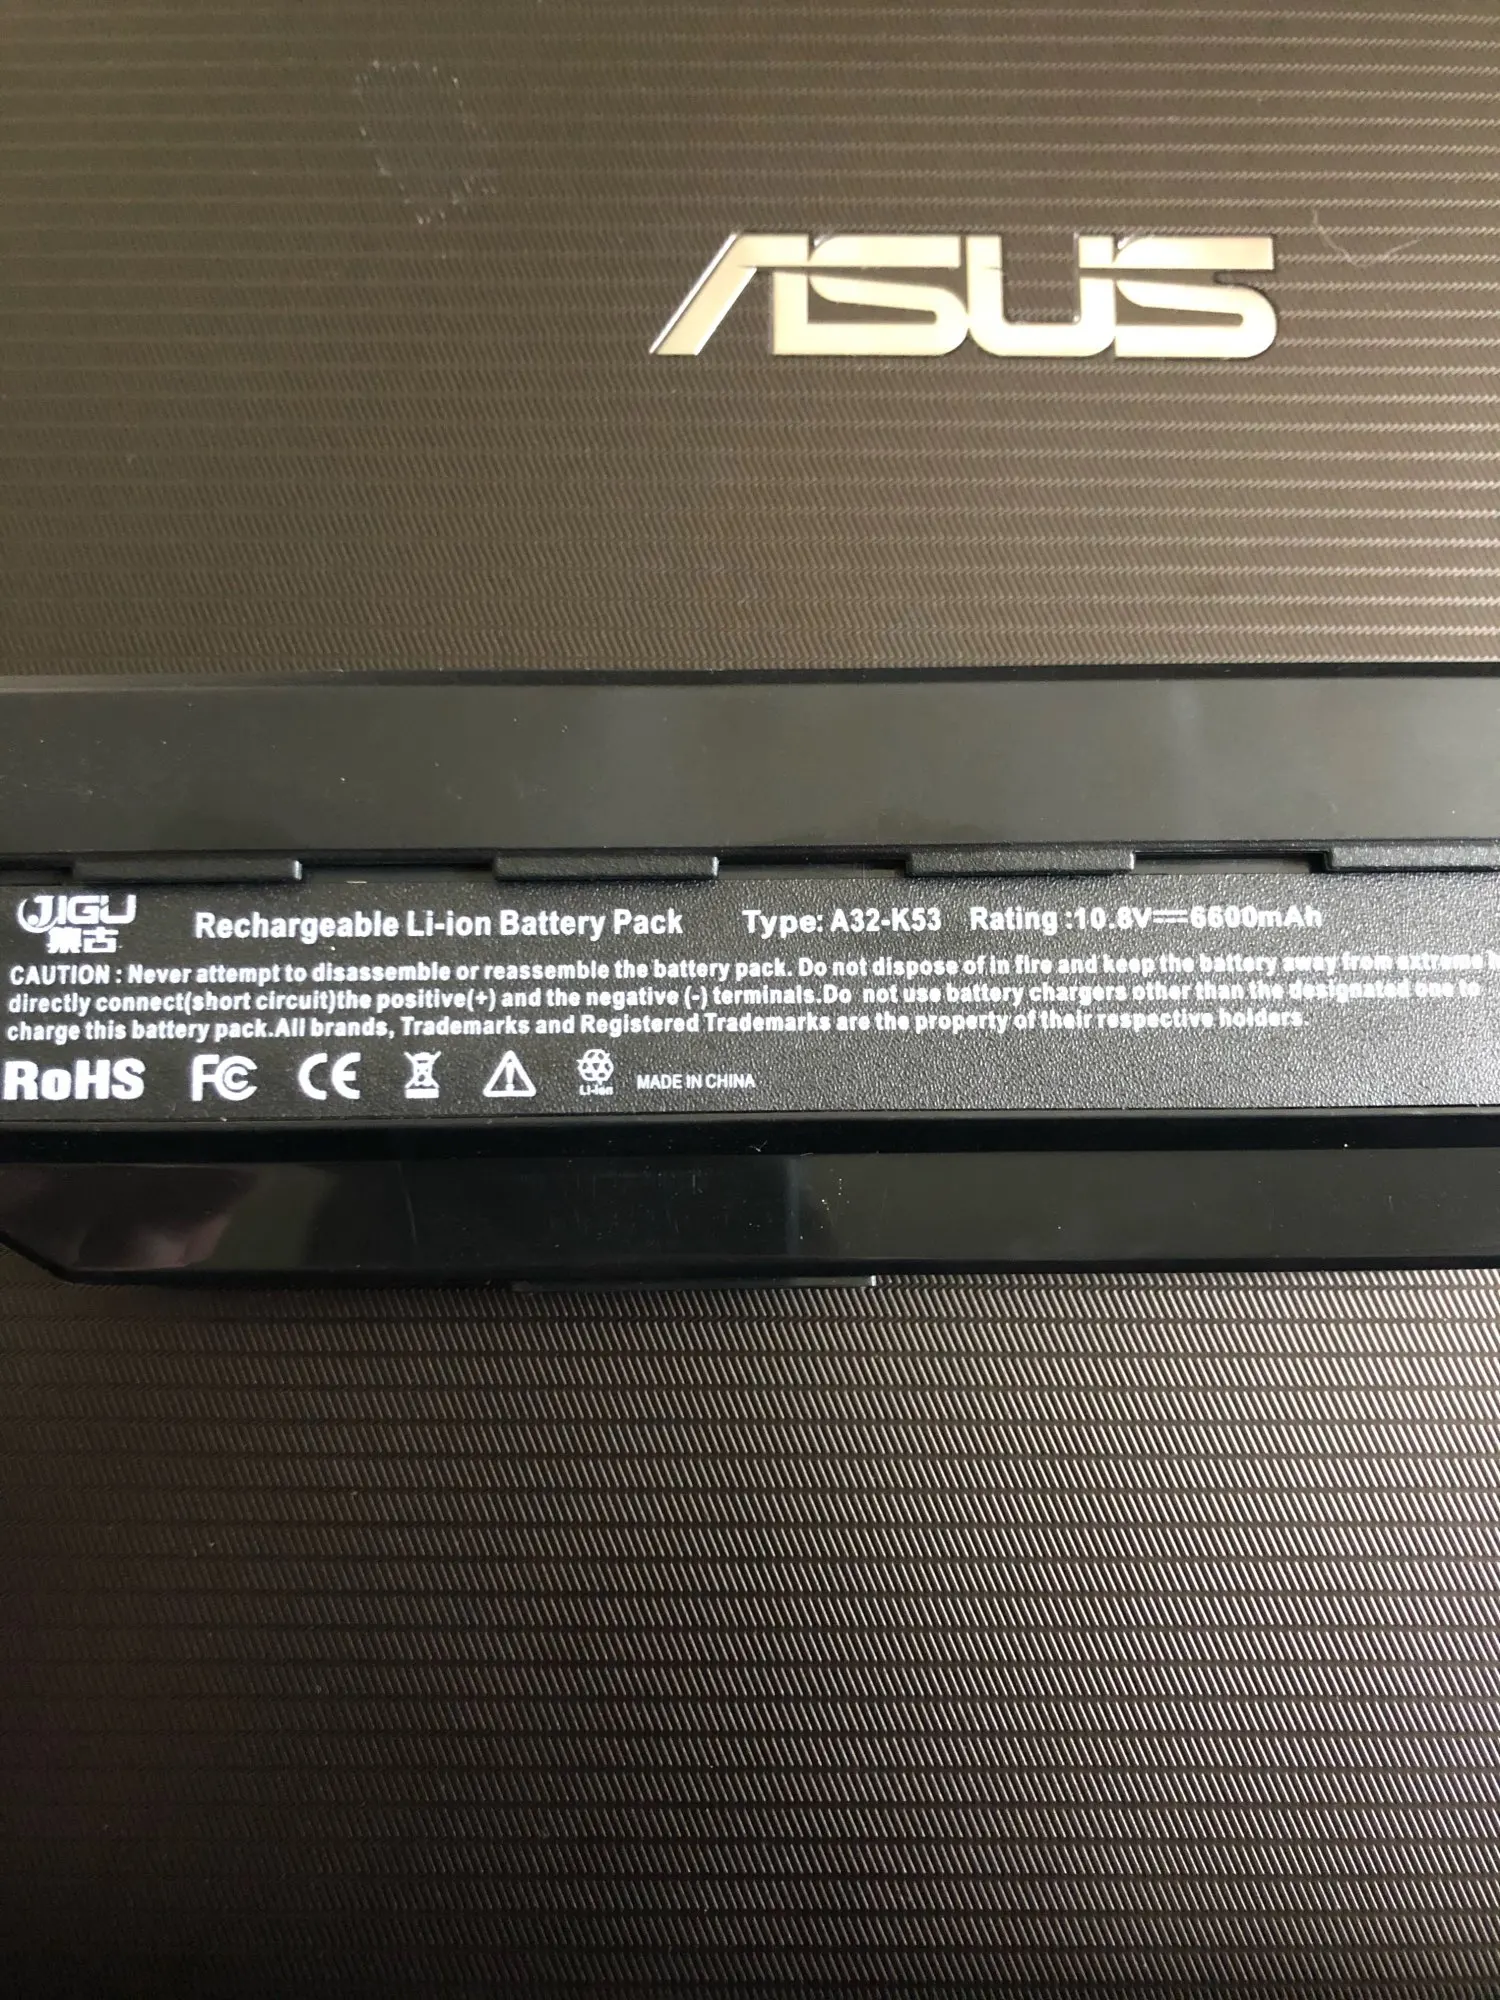 ASUS
JIGU
集古
Rechargeable Li-ion Battery Pack Type: A32-K53 Rating :10.8V⎓6600mAh
CAUTION : Never attempt to disassemble or reassemble the battery pack. Do not dispose of in fire and keep the battery away from extreme
directly connect(short circuit)the positive(+) and the negative (-) terminals.Do not use battery chargers other than the designated one to
charge this battery pack.All brands, Trademarks and Registered Trademarks are the property of their respective holders.
RoHS FC CE Li-ion MADE IN CHINA